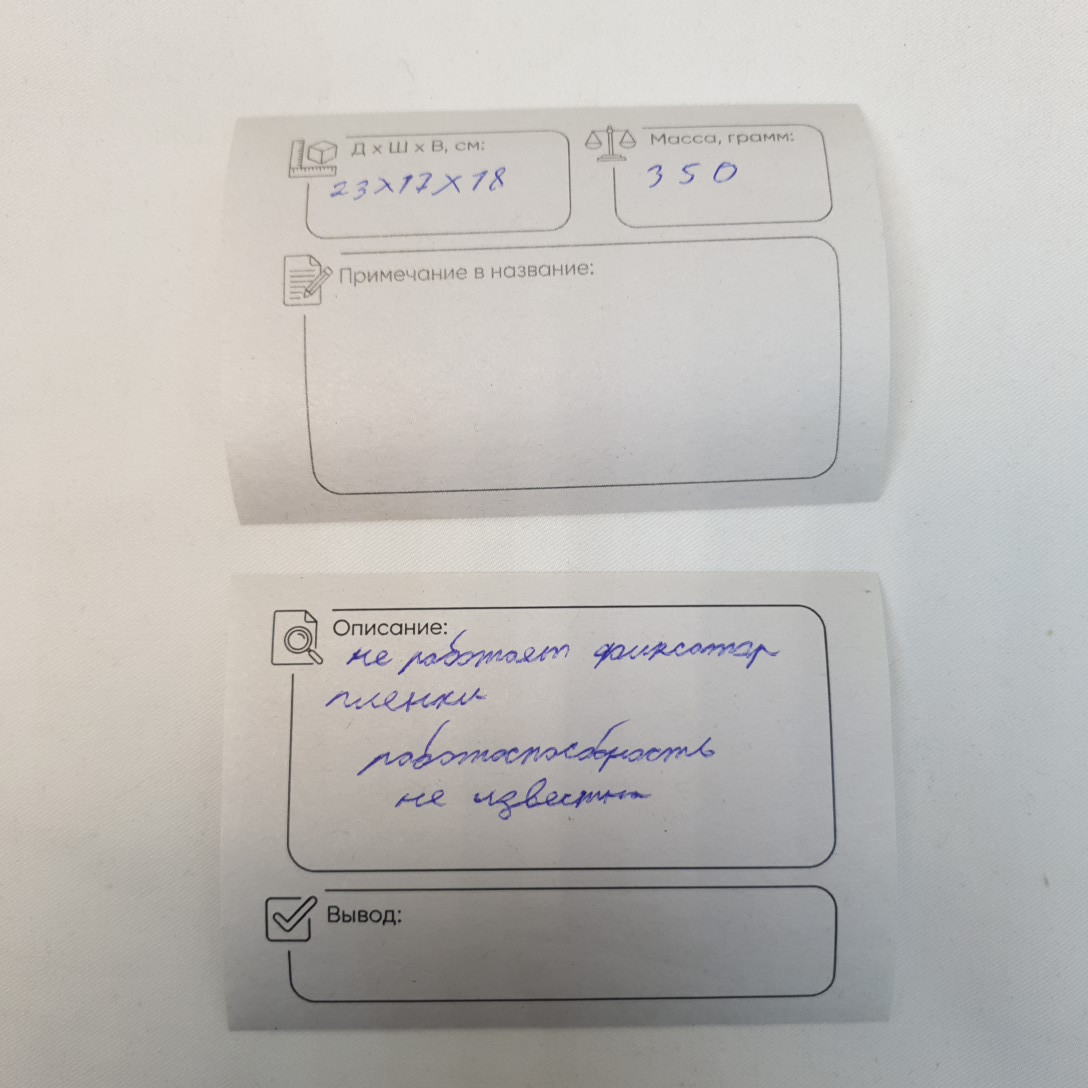 Д х Ш х В, см:
23х17х18
Масса, грамм:
350
Примечание в название:
Описание:
не работает фиксатор
пленки
работоспособность
не известна
Вывод: